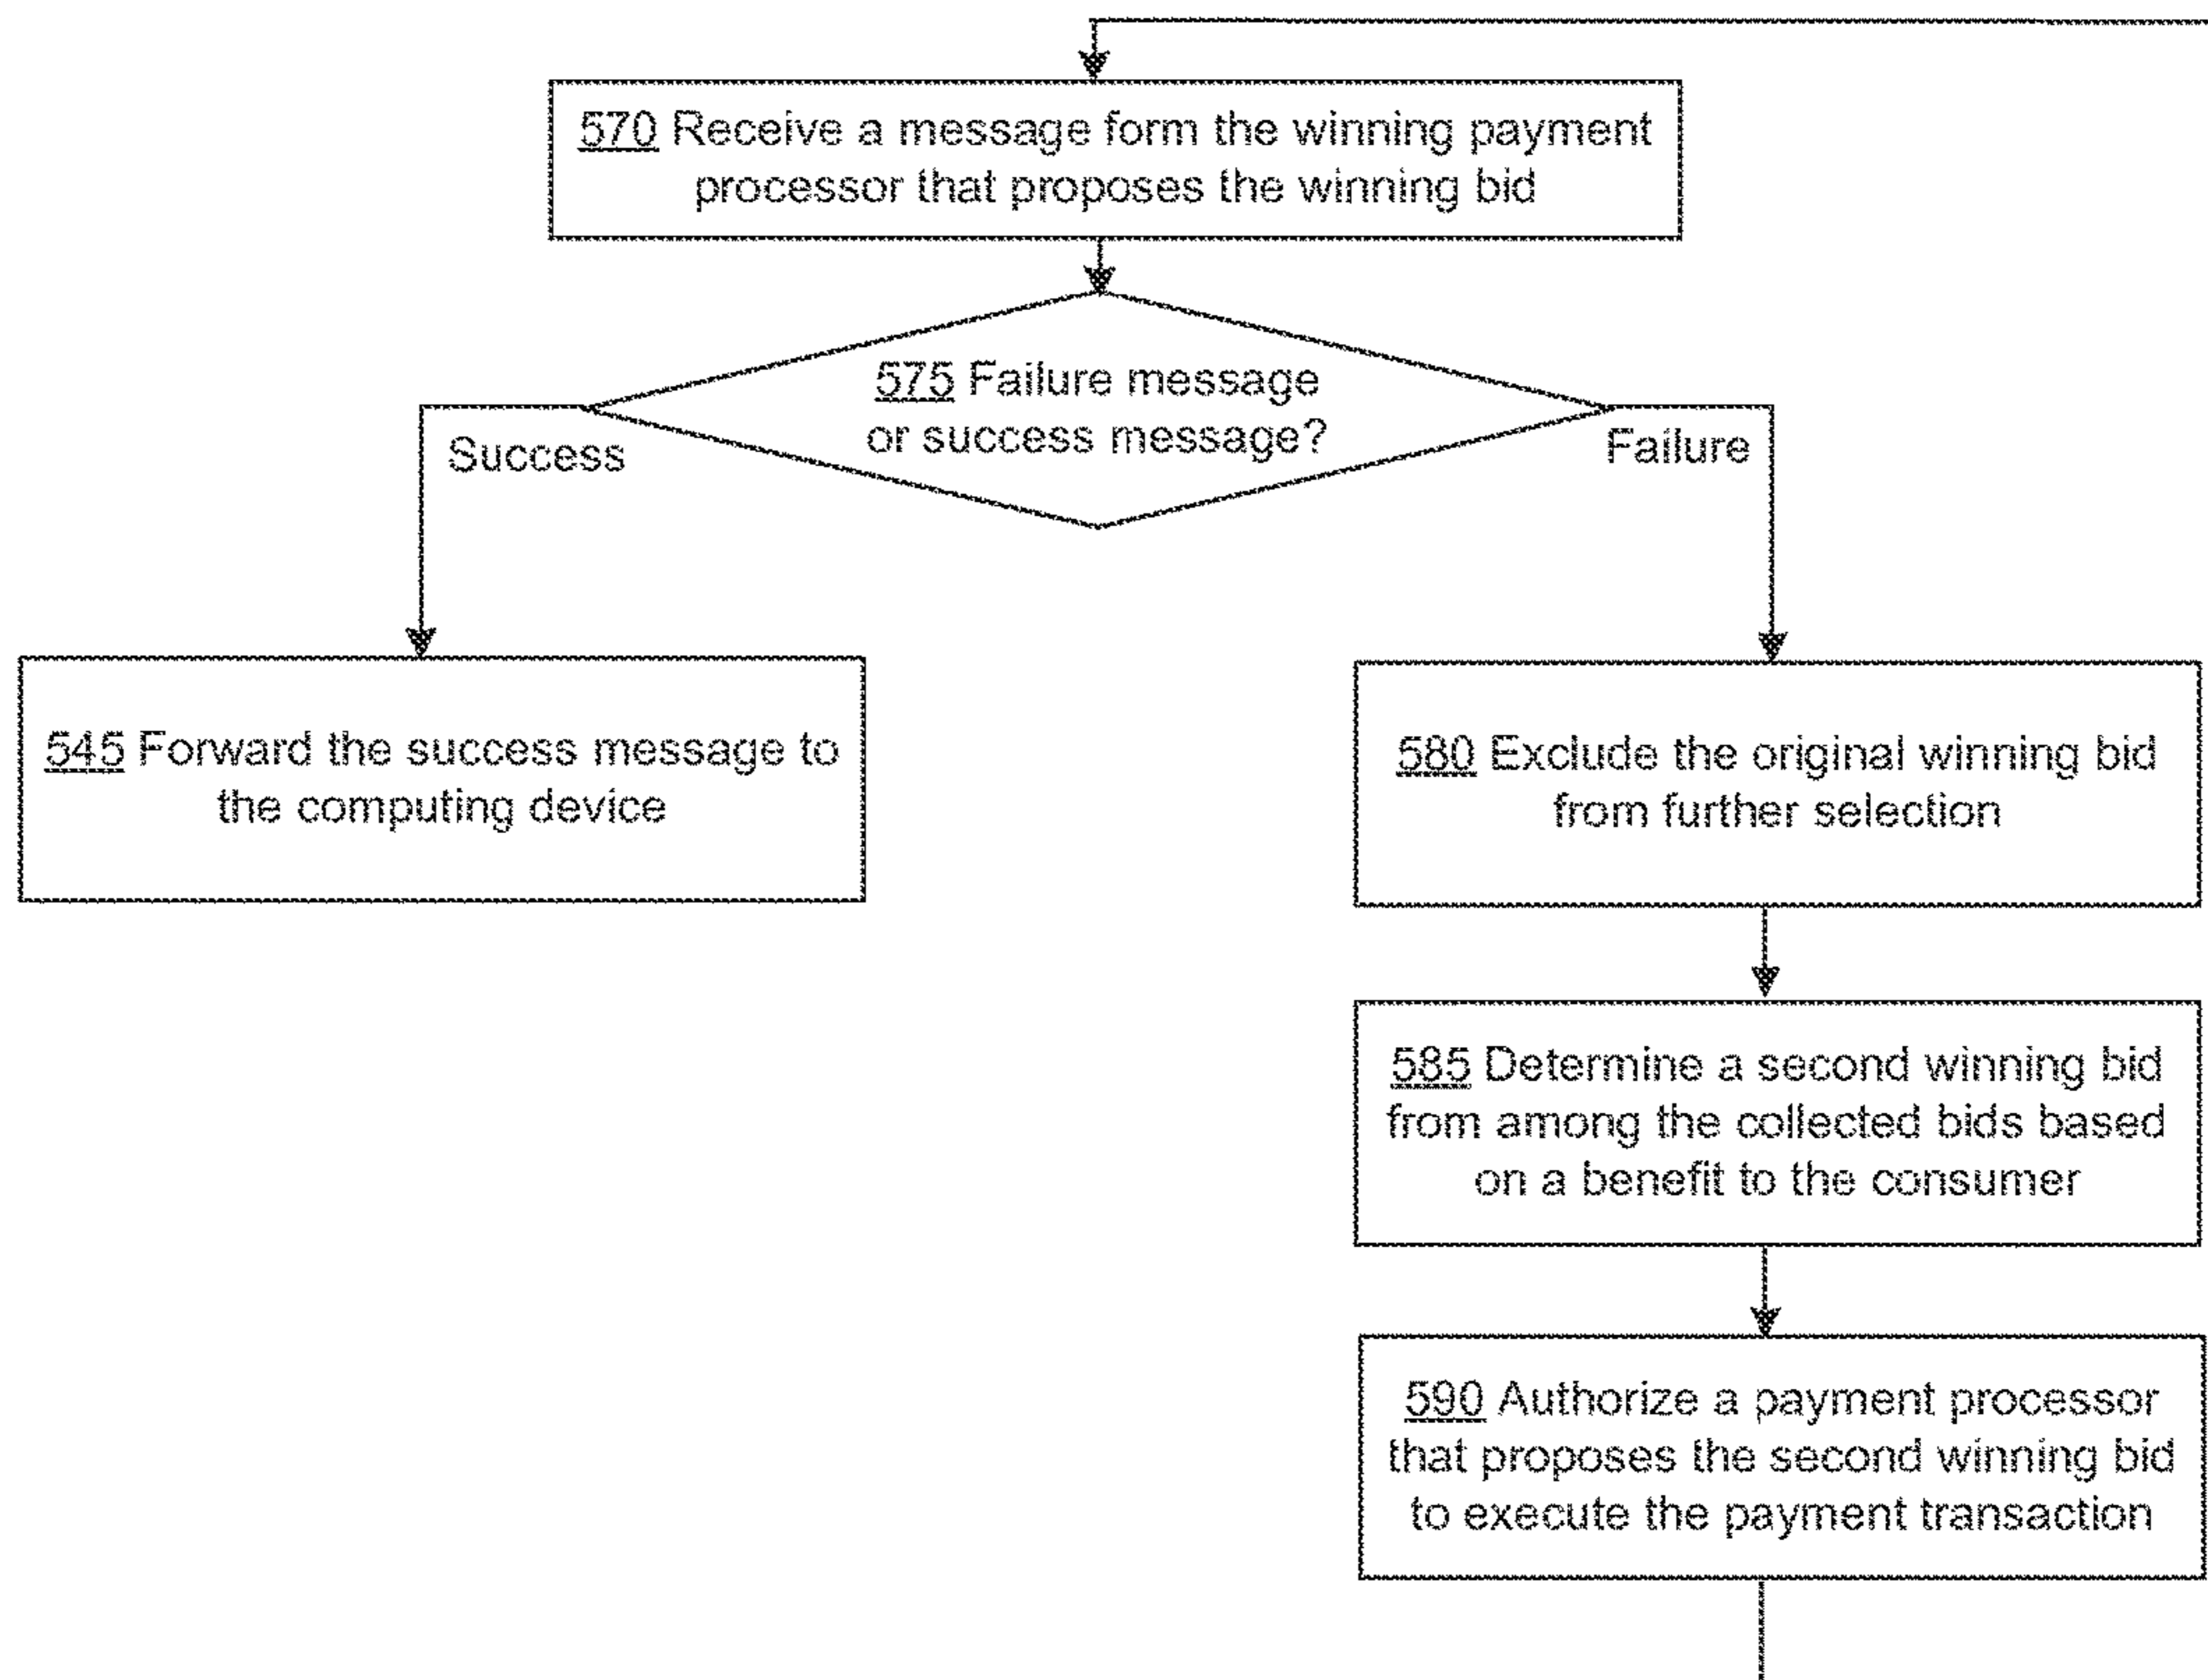 570 Receive a message form the winning payment
processor that proposes the winning bid
575 Failure message
or success message?
Success
Failure
545 Forward the success message to
the computing device
580 Exclude the original winning bid
from further selection
585 Determine a second winning bid
from among the collected bids based
on a benefit to the consumer
590 Authorize a payment processor
that proposes the second winning bid
to execute the payment transaction